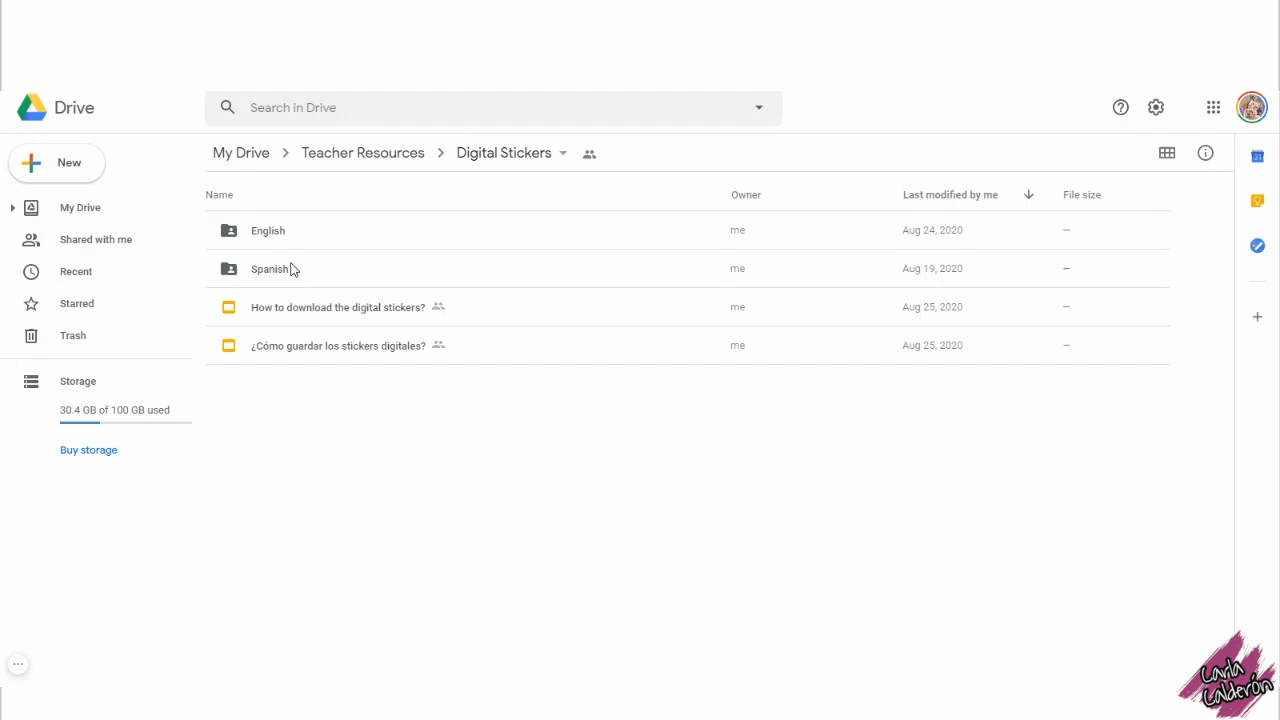 Drive
Search in Drive
My Drive > Teacher Resources > Digital Stickers
New
My Drive
Shared with me
Recent
Starred
Trash
Storage
30.4 GB of 100 GB used
Buy storage
Name Owner Last modified by me File size
English me Aug 24, 2020 –
Spanish me Aug 19, 2020 –
How to download the digital stickers? me Aug 25, 2020 –
¿Cómo guardar los stickers digitales? me Aug 25, 2020 –
31
Carla
Calderón